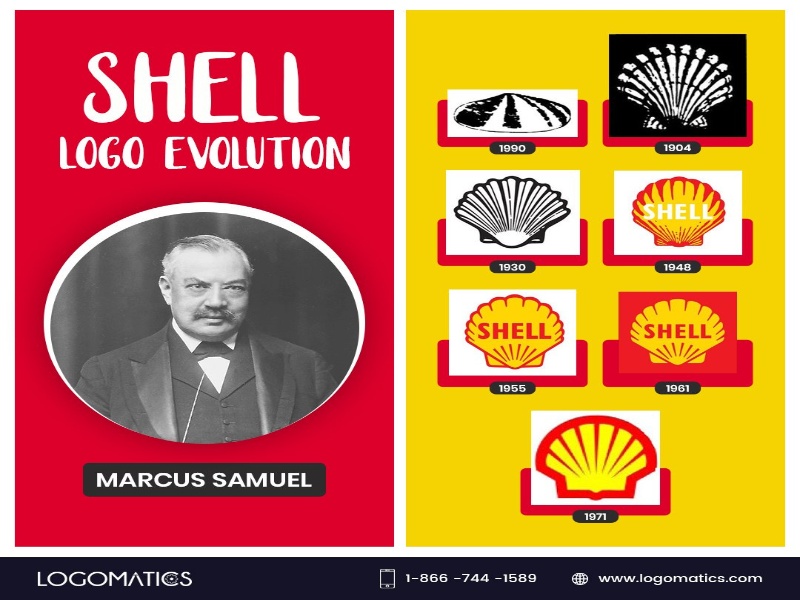 SHELL
LOGO EVOLUTION
MARCUS SAMUEL
1990
1904
1930
SHELL
1948
SHELL
1955
SHELL
1961
1971
LOGOMATICS
1-866 -744 -1589
www.logomatics.com